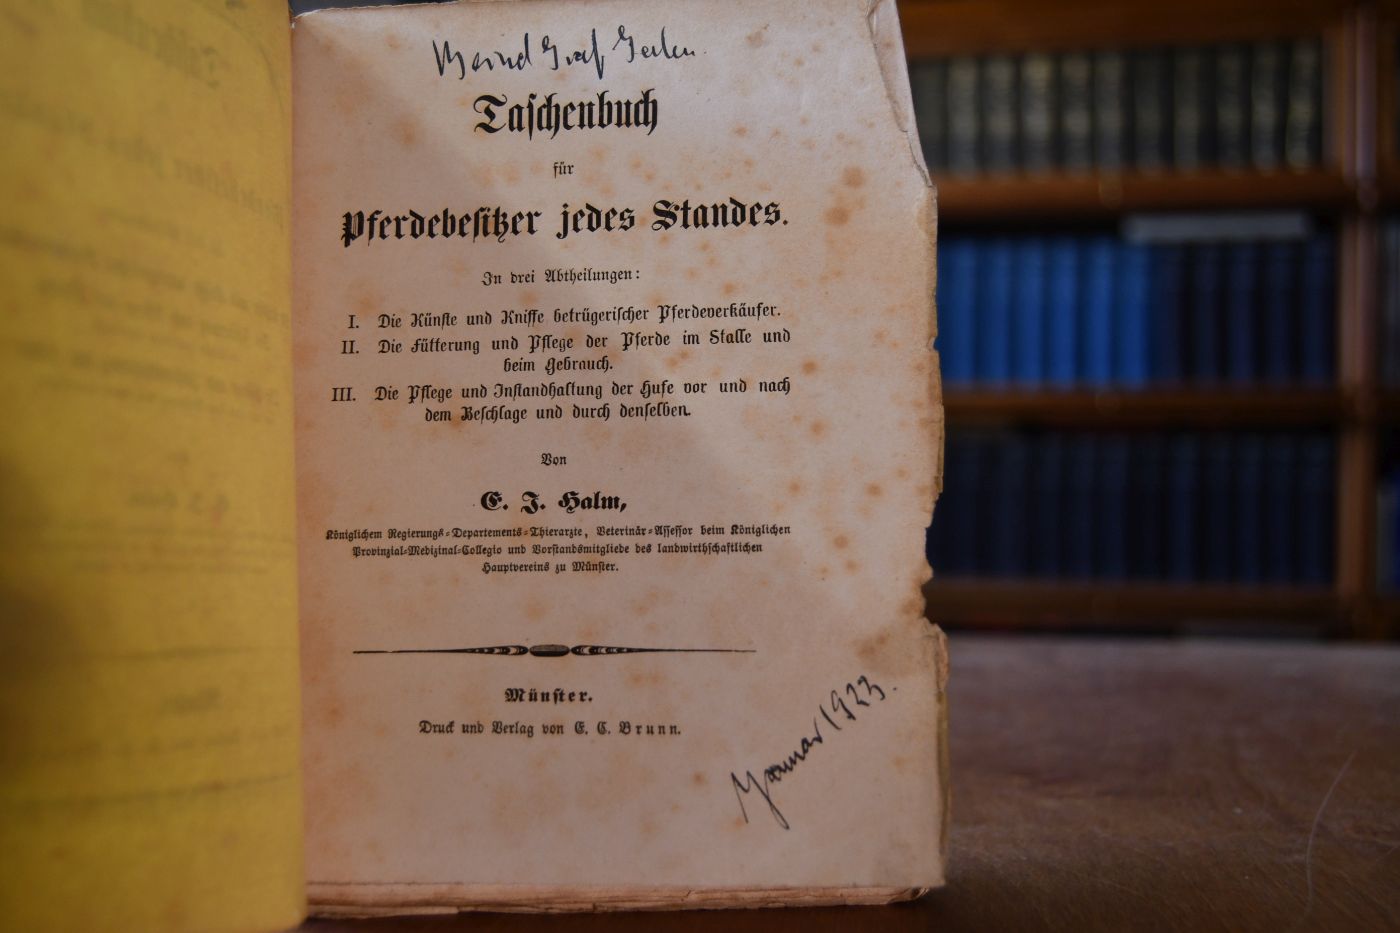 Graf
Taschenbuch
für
Pferdebesitzer jedes Standes.
In drei Abtheilungen:
I. Die Künste und Kniffe betrügerischer Pferdeverkäufer.
II. Die Fütterung und Pflege der Pferde im Stalle und
beim Gebrauch.
III. Die Pflege und Instandhaltung der Hufe vor und nach
dem Beschlage und durch denselben.
Von
E. J. Halm,
Königlichem Regierungs-Departements-Thierarzte, Veterinär-Assessor beim Königlichen
Provinzial-Medizinal-Collegio und Vorstandsmitgliede des landwirthschaftlichen
Hauptvereins zu Münster.
Münster.
Druck und Verlag von E. C. Brunn.
Januar 1923.